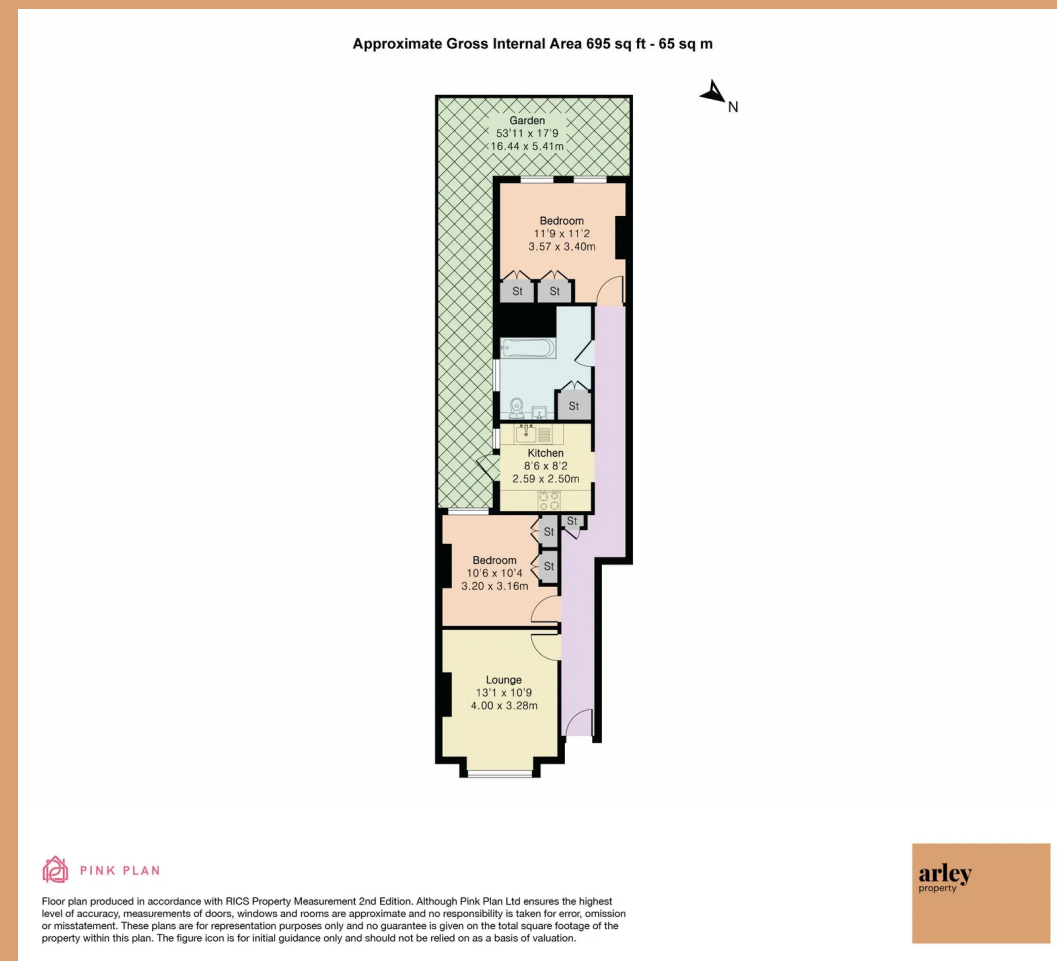 Approximate Gross Internal Area 695 sq ft - 65 sq m
N
Garden
53'11 x 17'9
16.44 x 5.41m
Bedroom
11'9 x 11'2
3.57 x 3.40m
St
St
St
Kitchen
8'6 x 8'2
2.59 x 2.50m
St
St
Bedroom
10'6 x 10'4
3.20 x 3.16m
St
Lounge
13'1 x 10'9
4.00 x 3.28m
PINK PLAN
Floor plan produced in accordance with RICS Property Measurement 2nd Edition. Although Pink Plan Ltd ensures the highest
level of accuracy, measurements of doors, windows and rooms are approximate and no responsibility is taken for error, omission
or misstatement. These plans are for representation purposes only and no guarantee is given on the total square footage of the
property within this plan. The figure icon is for initial guidance only and should not be relied on as a basis of valuation.
arley
property